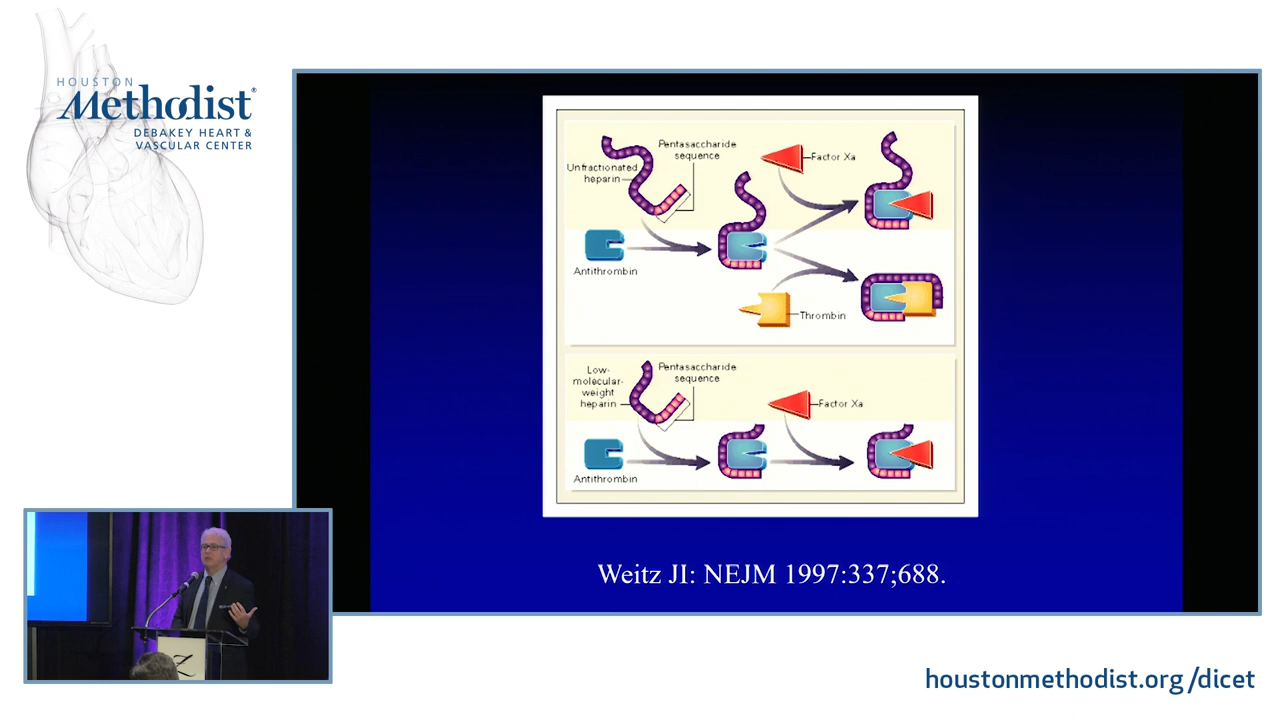 HOUSTON
Methodist®
DEBAKEY HEART &
VASCULAR CENTER
Pentasaccharide
sequence
Factor Xa
Unfractionated
heparin
Antithrombin
Thrombin
Low-
molecular-
weight
heparin
Pentasaccharide
sequence
Factor Xa
Antithrombin
Weitz JI: NEJM 1997:337;688.
Z
houstonmethodist.org/dicet